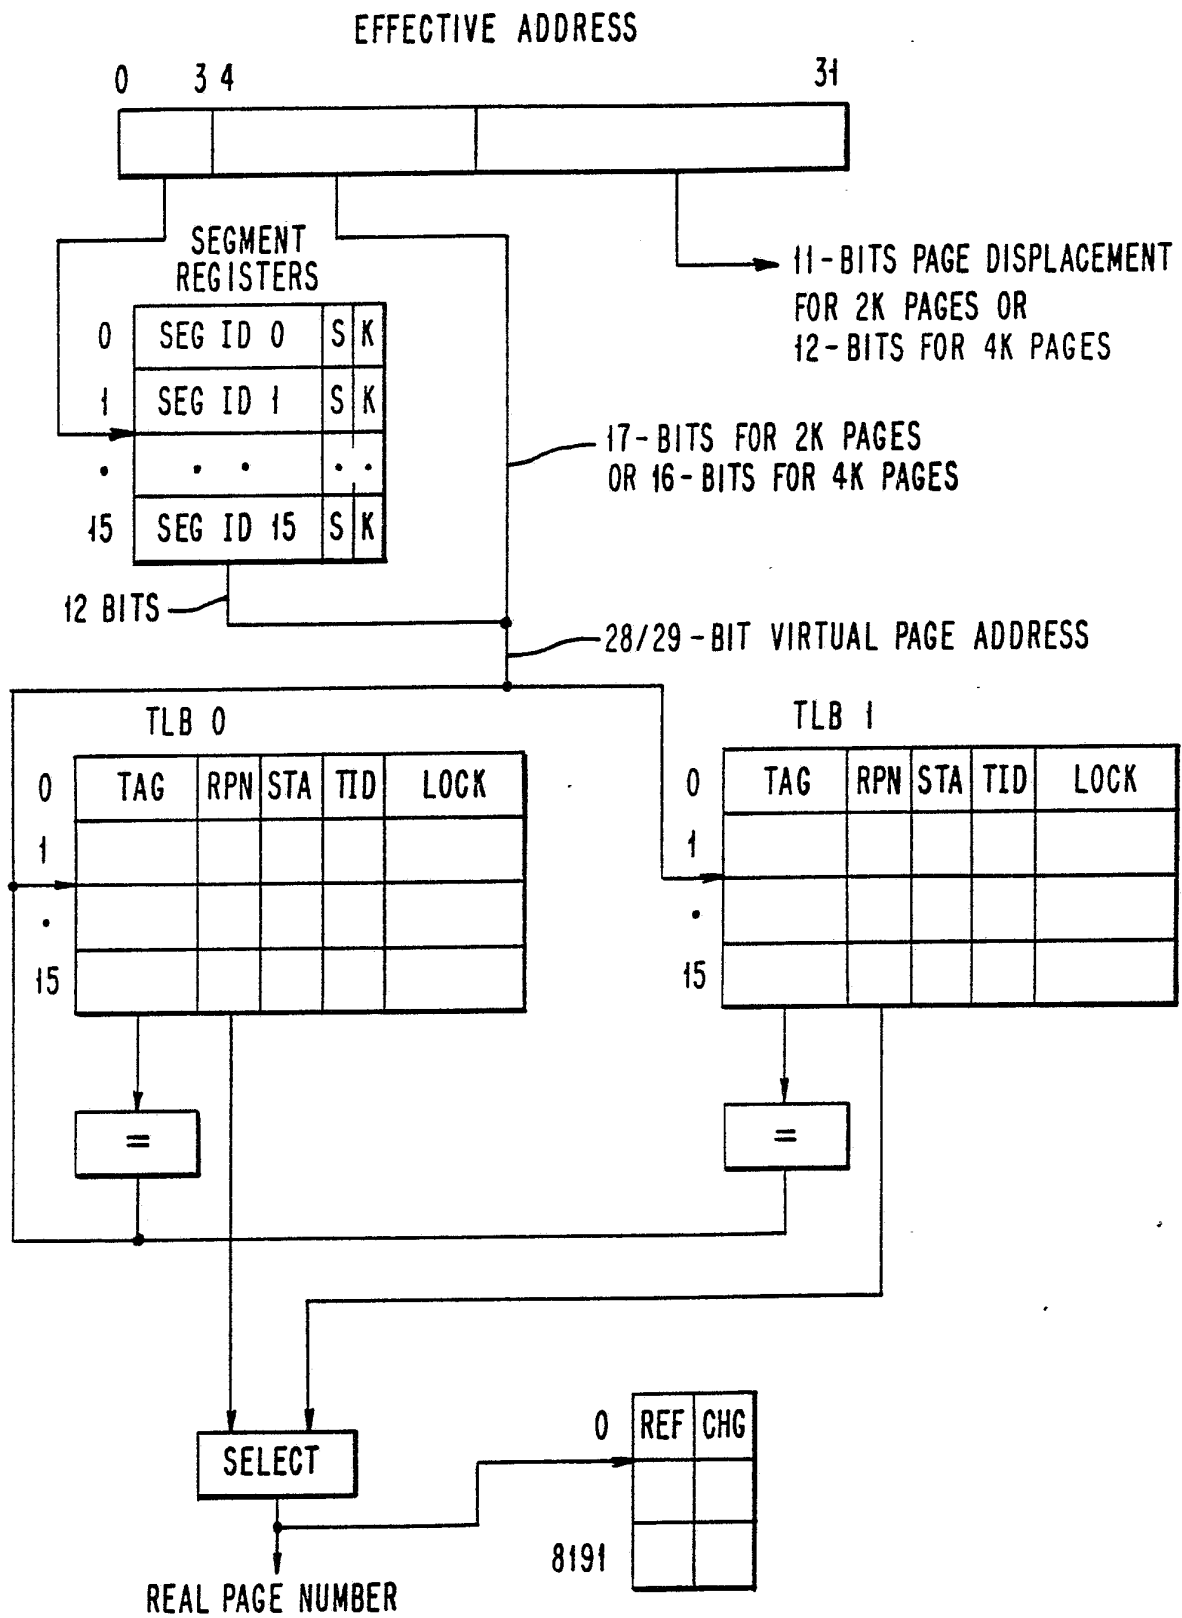 EFFECTIVE ADDRESS
0 3 4 31
SEGMENT
REGISTERS
0 SEG ID 0 S K
1 SEG ID 1 S K
. . . . .
15 SEG ID 15 S K
11-BITS PAGE DISPLACEMENT
FOR 2K PAGES OR
12-BITS FOR 4K PAGES
17-BITS FOR 2K PAGES
OR 16-BITS FOR 4K PAGES
12 BITS
28/29-BIT VIRTUAL PAGE ADDRESS
TLB 0
0 TAG RPN STA TID LOCK
1
.
15
=
TLB 1
0 TAG RPN STA TID LOCK
1
.
15
=
SELECT
0 REF CHG
8191
REAL PAGE NUMBER